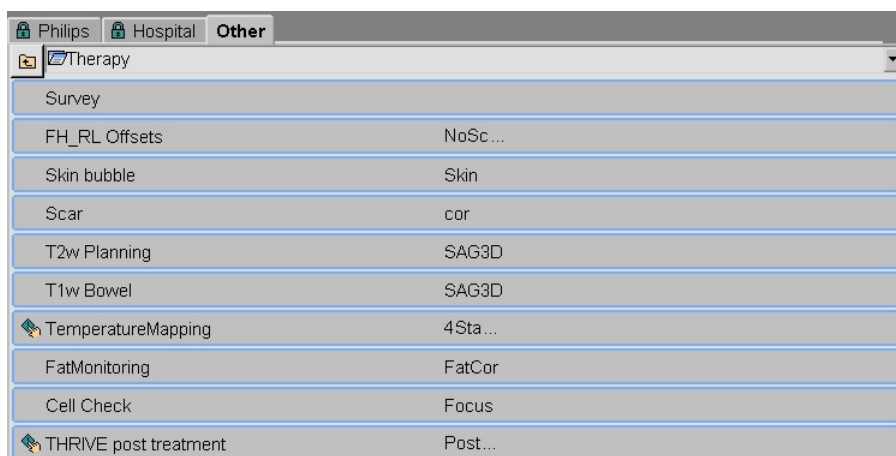 Philips Hospital Other
Therapy
Survey
FH_RL Offsets NoSc...
Skin bubble Skin
Scar cor
T2w Planning SAG3D
T1w Bowel SAG3D
TemperatureMapping 4Sta...
FatMonitoring FatCor
Cell Check Focus
THRIVE post treatment Post...